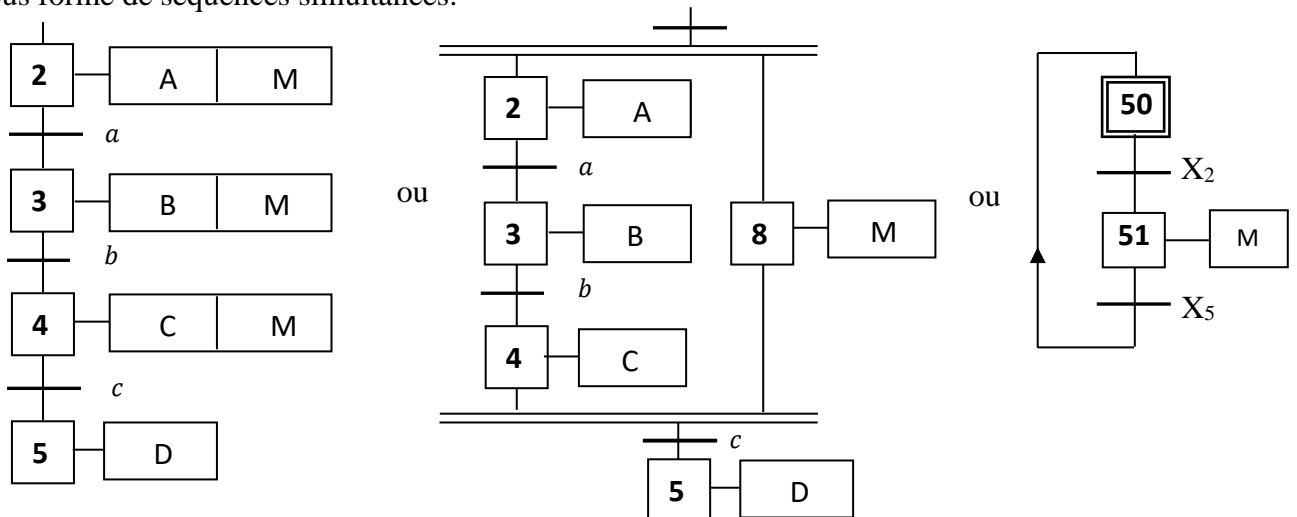 sous forme de séquences simultanées:
2 A M
a
3 B M
b
4 C M
c
5 D
ou
2 A
a
3 B
8 M
b
4 C
c
5 D
ou
50
X₂
51 M
X₅